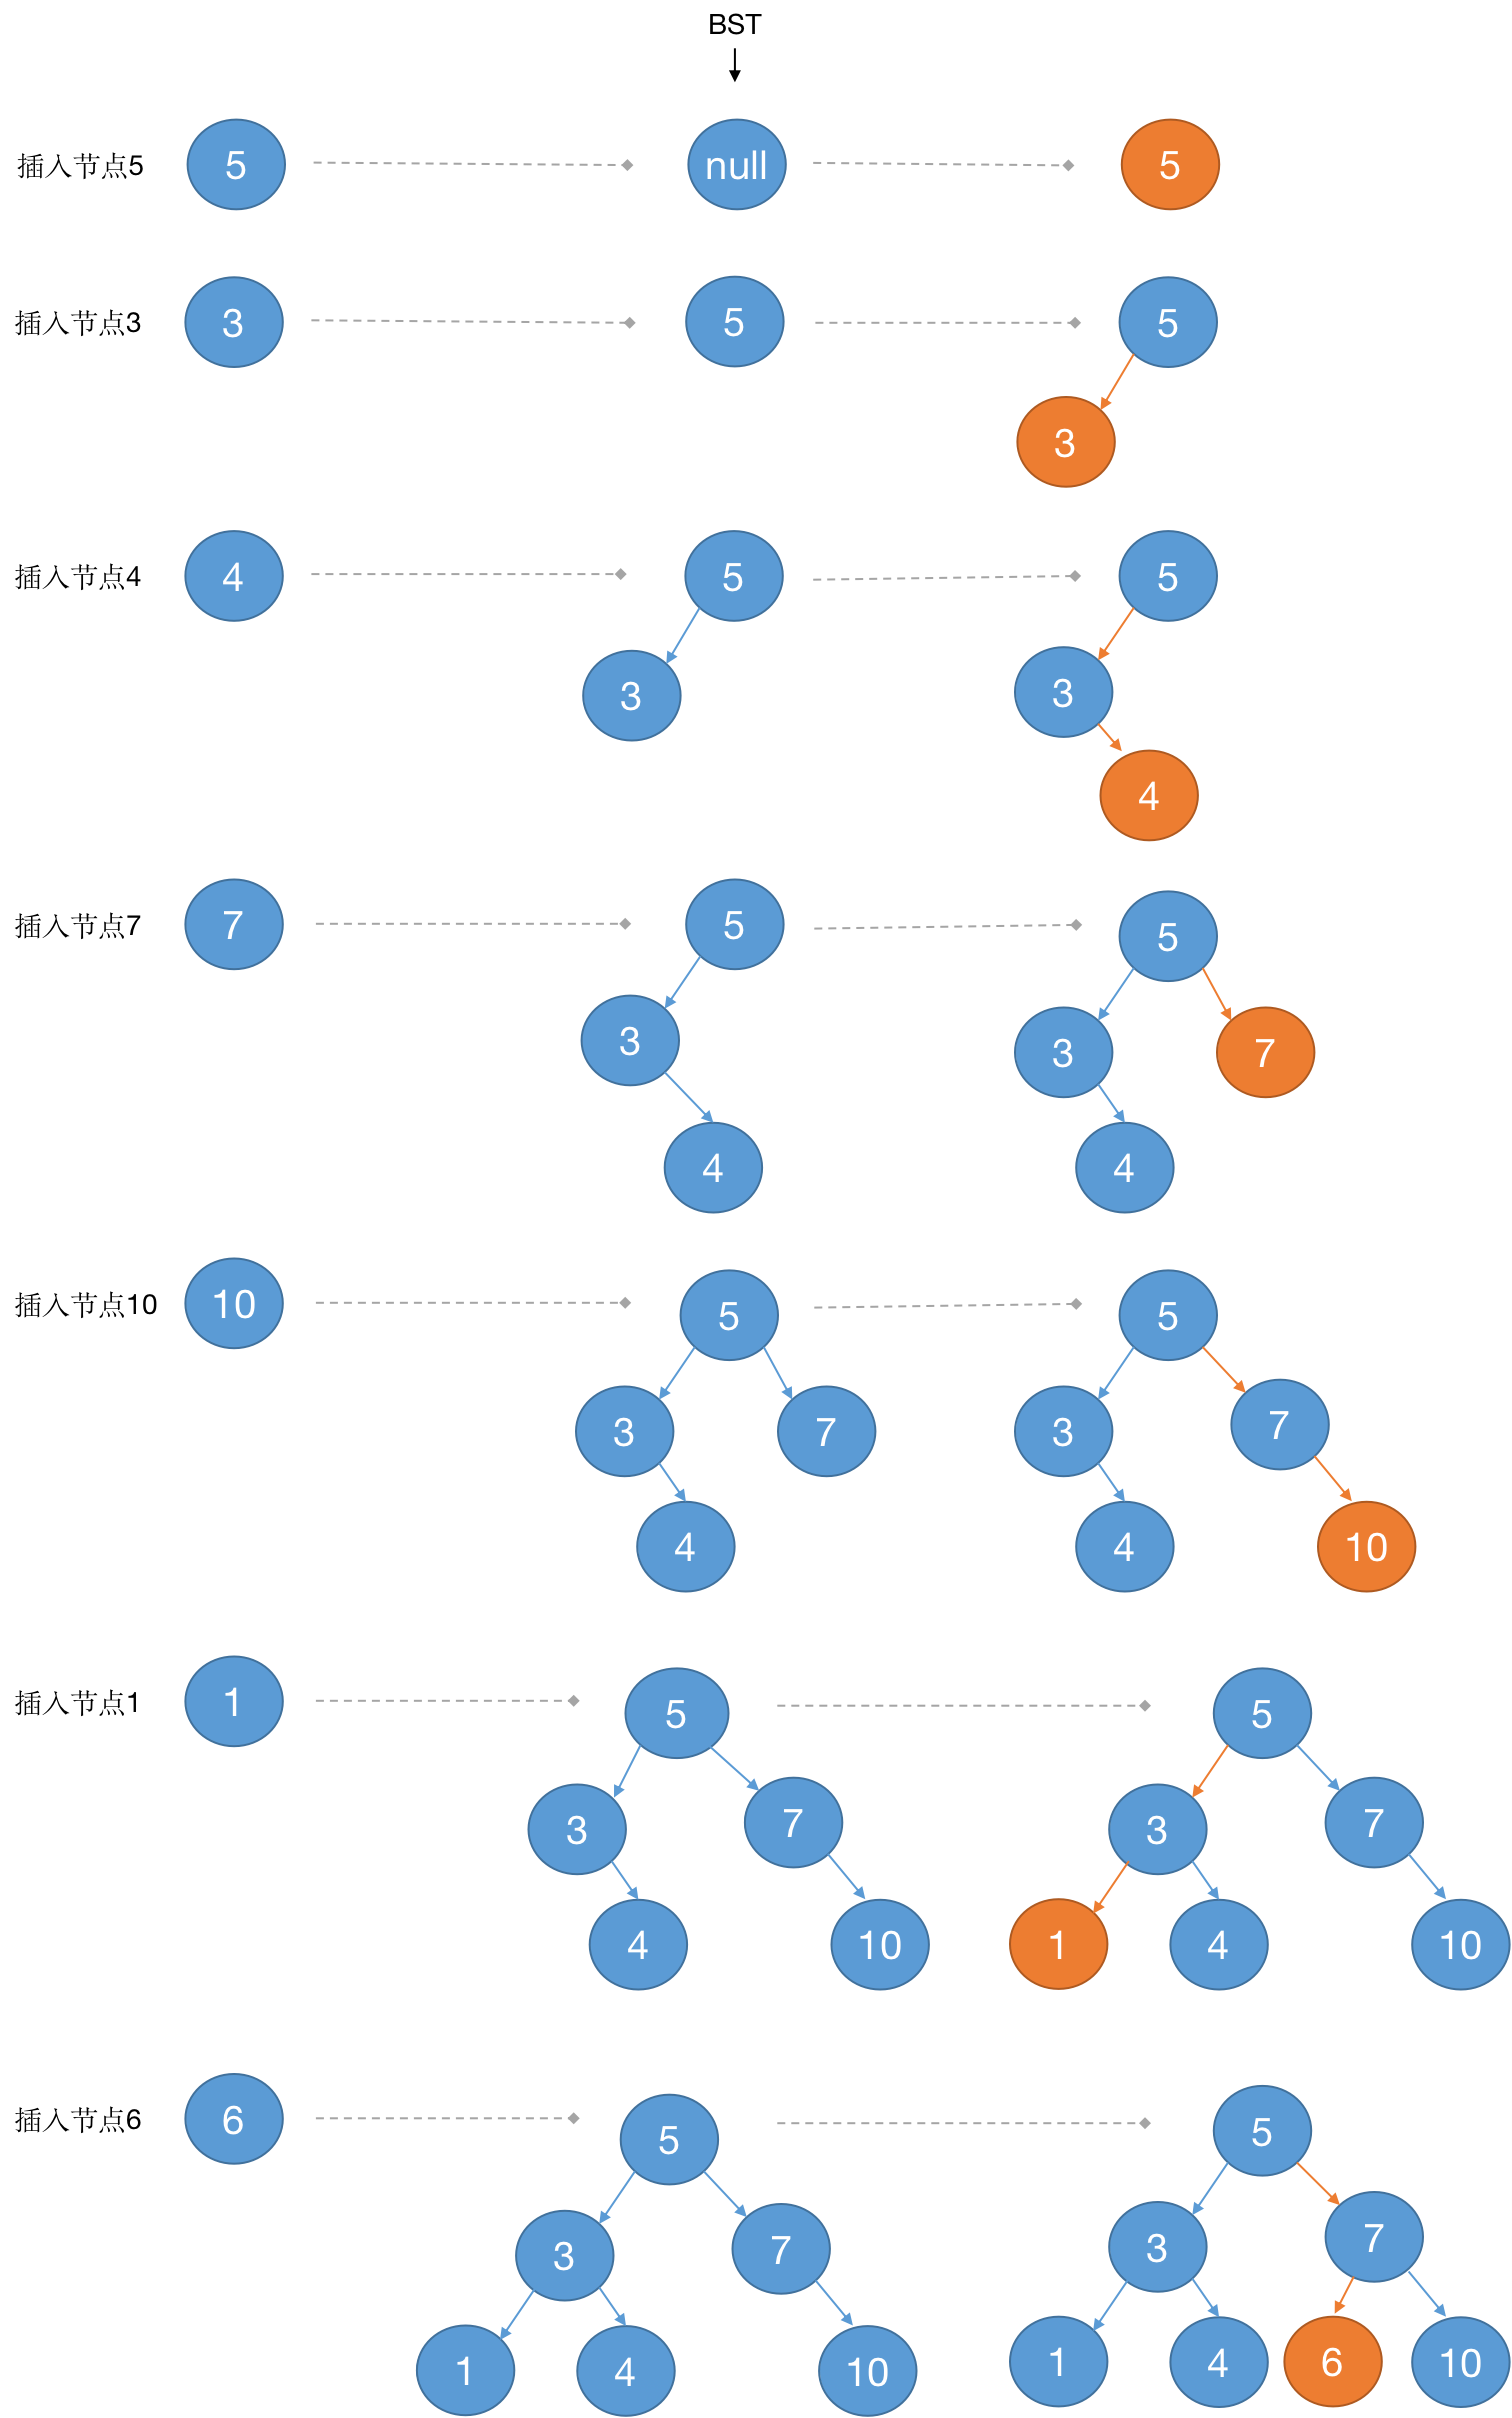 BST
插入节点5 5 null 5
插入节点3 3 5 5
3
插入节点4 4 5 5
3 3
4
插入节点7 7 5 5
3 3 7
4 4
插入节点10 10 5 5
3 7 3 7
4 4 10
插入节点1 1 5 5
3 7 3 7
4 10 1 4 10
插入节点6 6 5 5
3 7 3 7
1 4 10 1 4 6 10